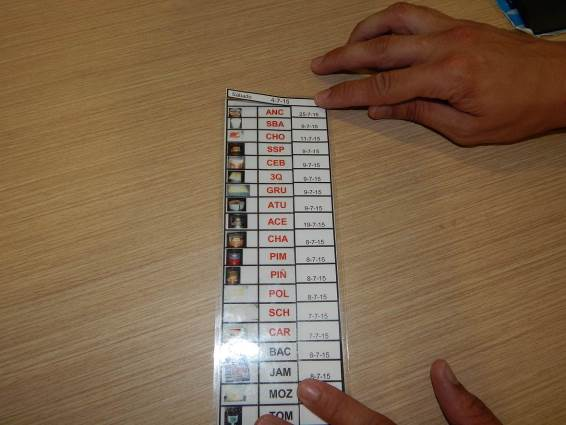 Sábado 4-7-15
ANC 25-7-15
SBA 9-7-15
CHO 11-7-15
SSP 9-7-15
CEB 9-7-15
3Q 9-7-15
GRU 9-7-15
ATU 9-7-15
ACE 19-7-15
CHA 8-7-15
PIM 8-7-15
PIÑ 8-7-15
POL 8-7-15
SCH 7-7-15
CAR 7-7-15
BAC 8-7-15
JAM 8-7-15
MOZ
TOM